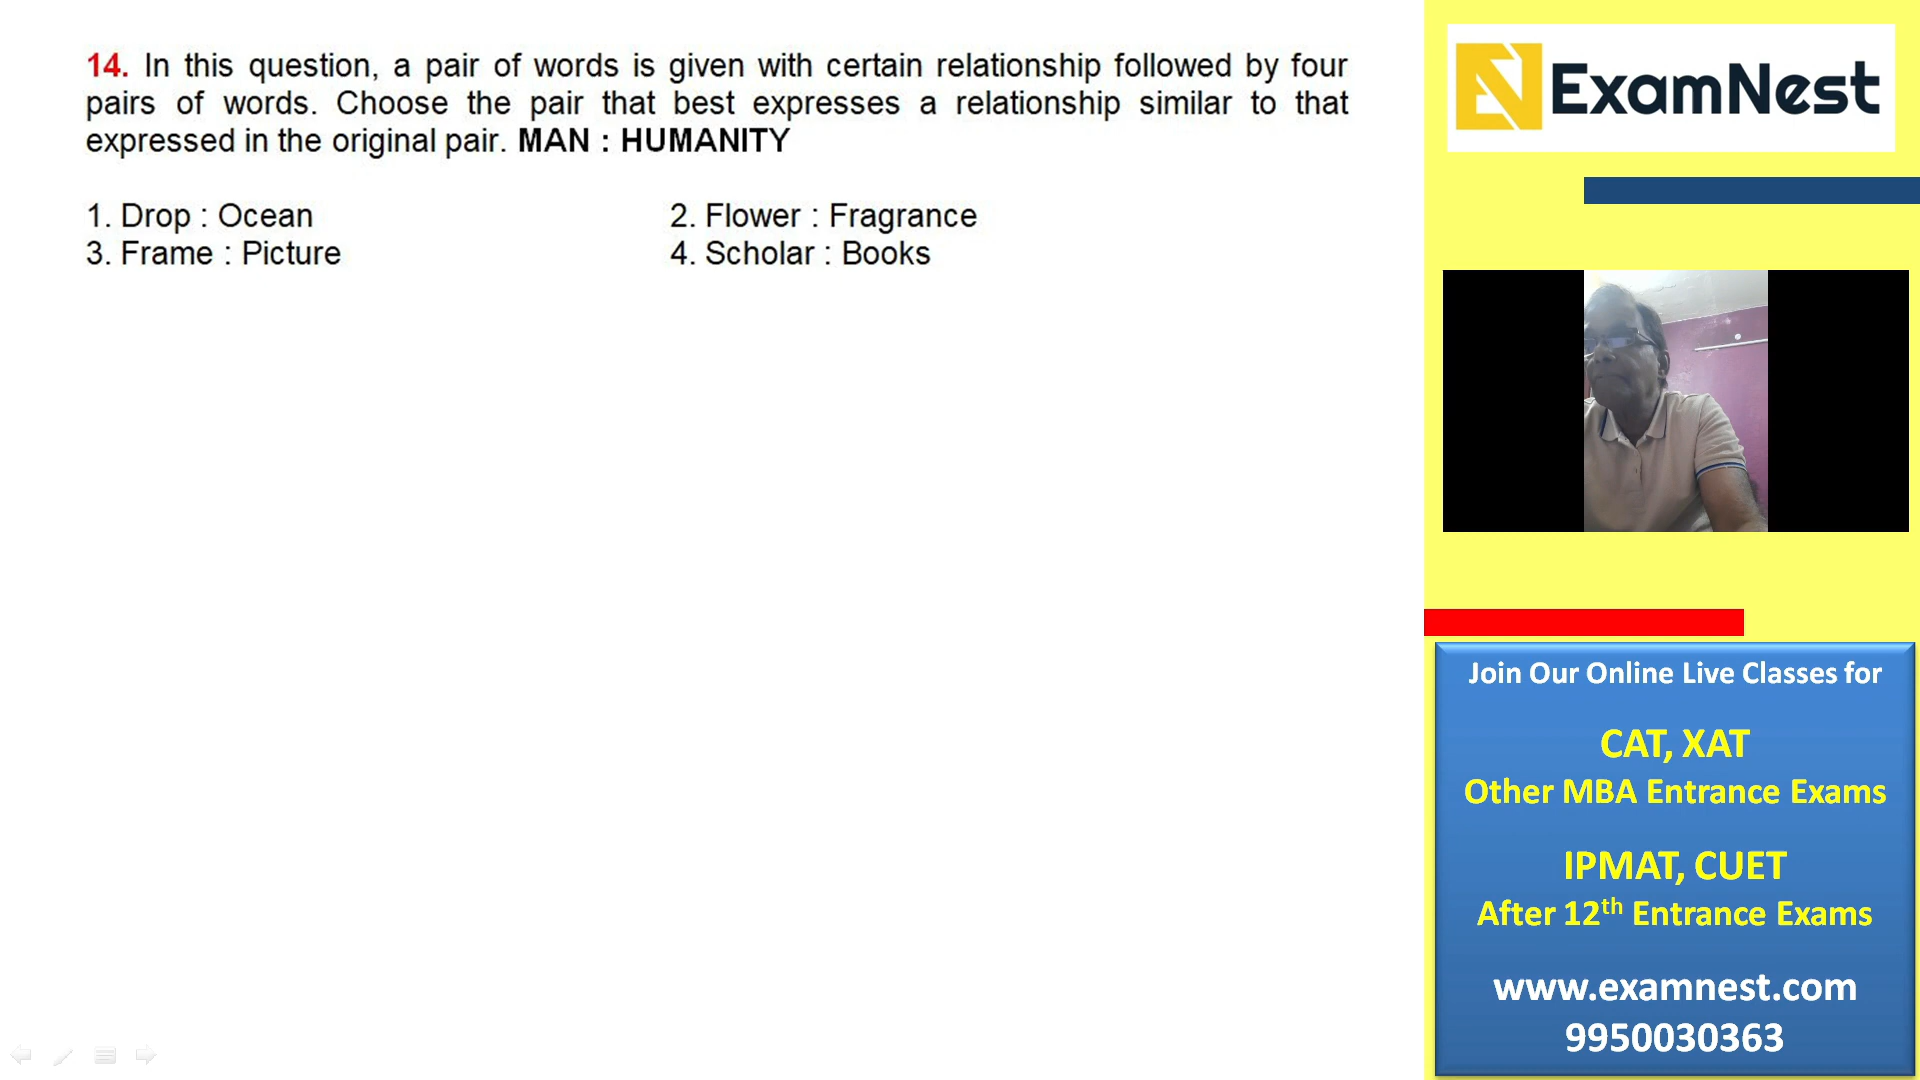 14. In this question, a pair of words is given with certain relationship followed by four
pairs of words. Choose the pair that best expresses a relationship similar to that
expressed in the original pair. MAN : HUMANITY
1. Drop : Ocean
2. Flower : Fragrance
3. Frame : Picture
4. Scholar : Books
ExamNest
Join Our Online Live Classes for
CAT, XAT
Other MBA Entrance Exams
IPMAT, CUET
After 12th Entrance Exams
www.examnest.com
9950030363